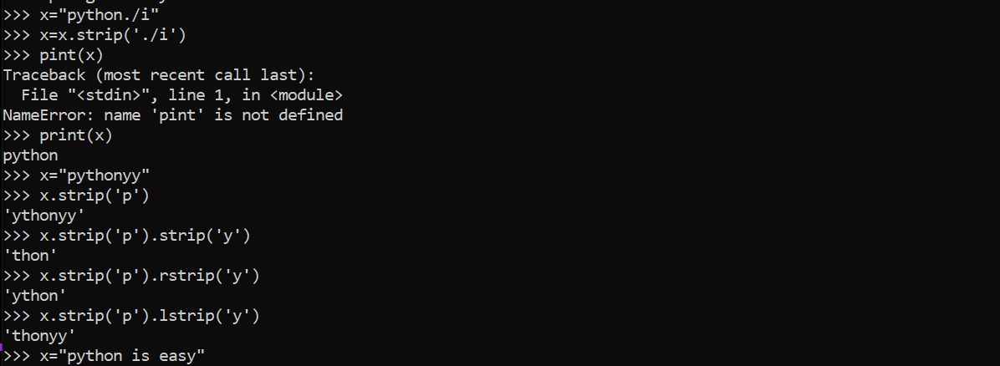 >>> x="python./i"
>>> x=x.strip('./i')
>>> pint(x)
Traceback (most recent call last):
  File "<stdin>", line 1, in <module>
NameError: name 'pint' is not defined
>>> print(x)
python
>>> x="pythonyy"
>>> x.strip('p')
'ythonyy'
>>> x.strip('p').strip('y')
'thon'
>>> x.strip('p').rstrip('y')
'ython'
>>> x.strip('p').lstrip('y')
'thonyy'
>>> x="python is easy"